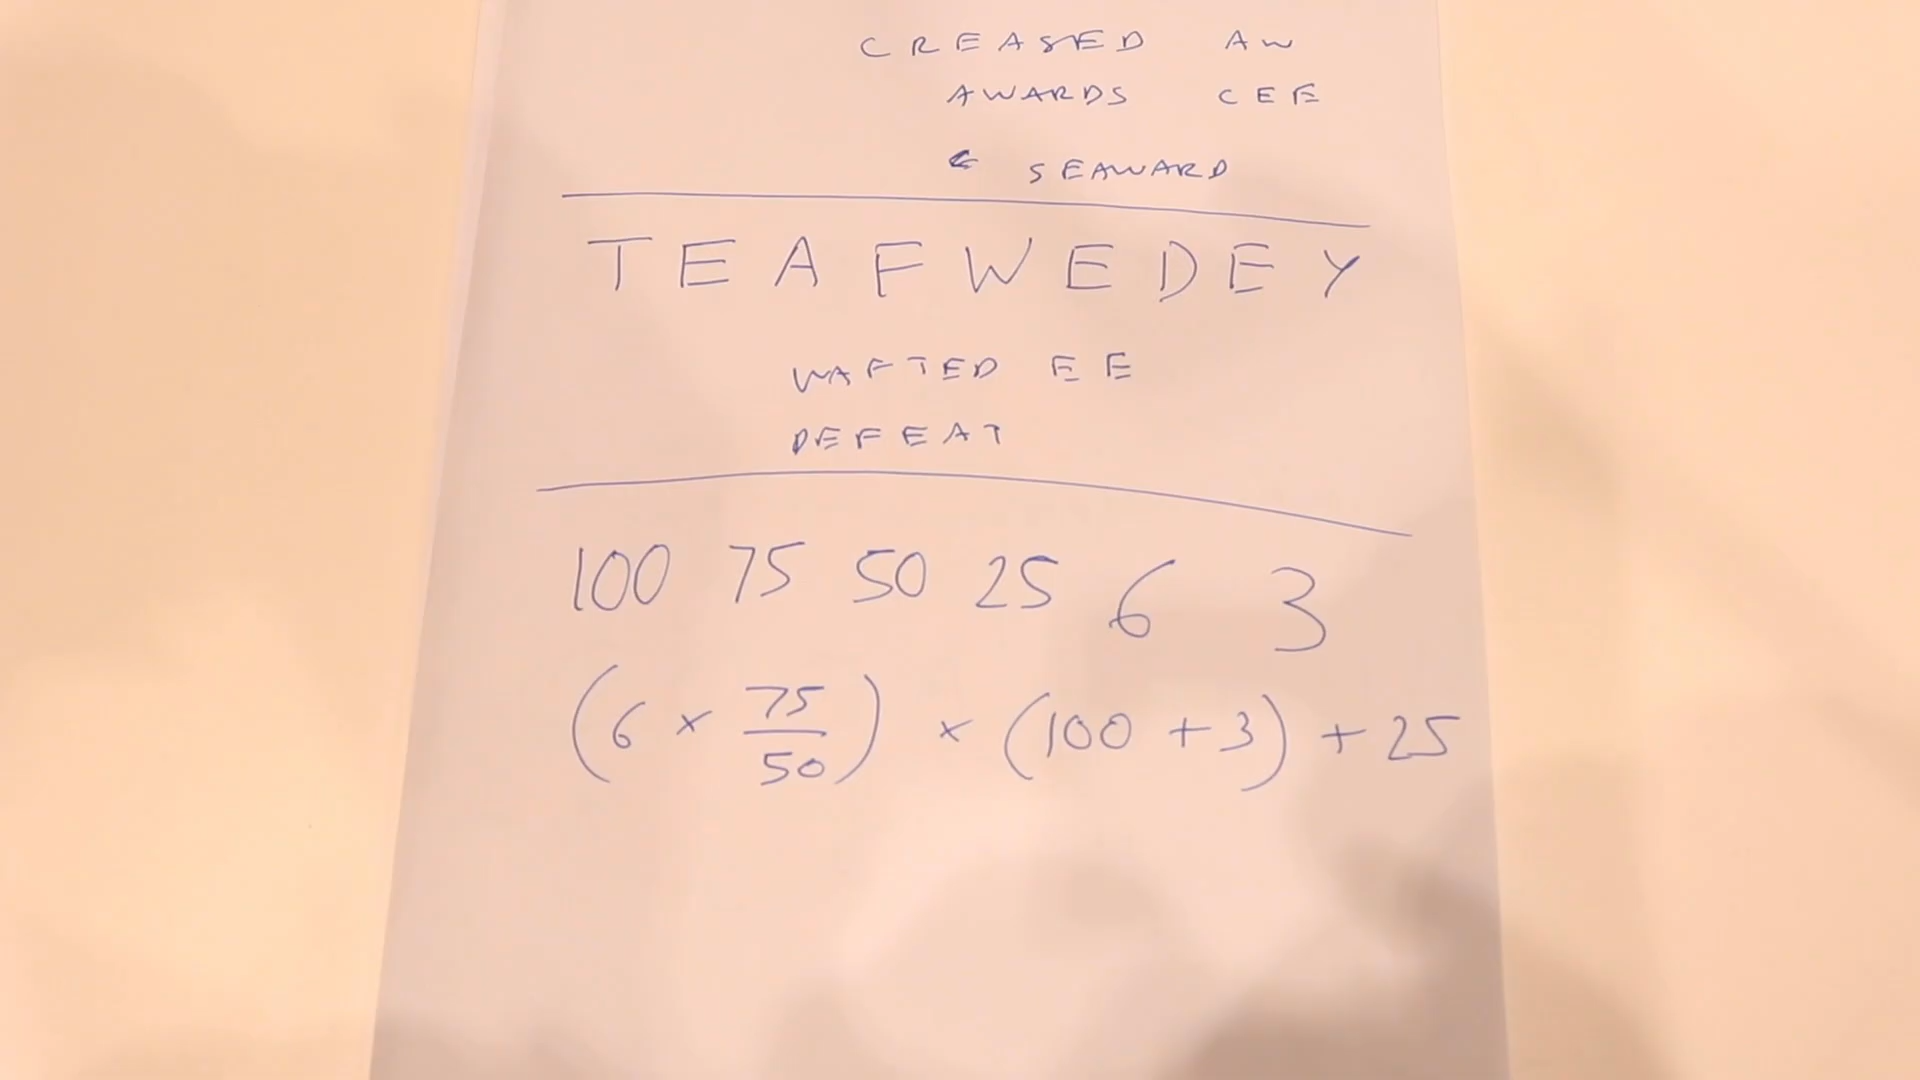 CREASED AW
AWARDS CEE
SEAWARD
TEAFWEDEY
WAFTED EE
DEFEAT
100 75 50 25 6 3
(6 × 75/50) × (100 + 3) + 25